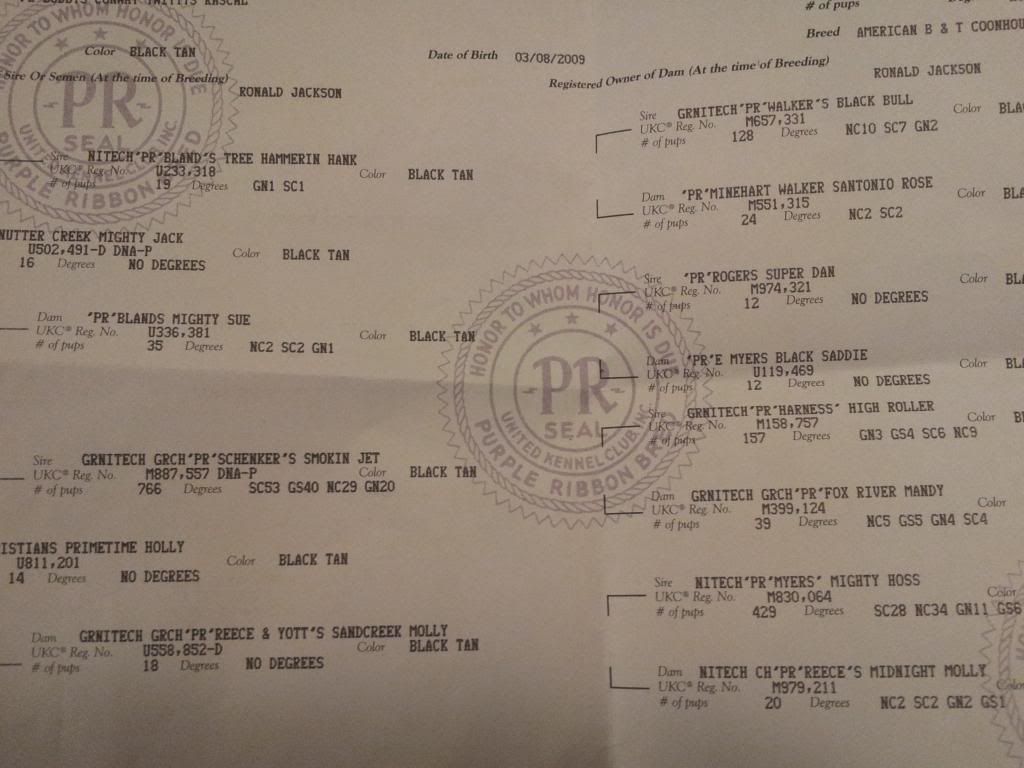 # of pups
Breed AMERICAN B & T
Color BLACK TAN
Date of Birth 03/08/2009
Sire Or Semen (At the time of Breeding)
RONALD JACKSON
Registered Owner of Dam (At the time of Breeding)
RONALD JACKSON
HONOR TO WHOM HONOR IS DUE
PR
SEAL
UNITED KENNEL CLUB, INC.
PURPLE RIBBON
Sire NITECH'PR'BLAND'S TREE HAMMERIN HANK
UKC® Reg. No. U233,318 Color BLACK TAN
# of pups 19 Degrees GN1 SC1
NUTTER CREEK MIGHTY JACK
U502,491-D DNA-P Color BLACK TAN
16 Degrees NO DEGREES
Dam 'PR'BLANDS MIGHTY SUE
UKC® Reg. No. U336,381 Color BLACK TAN
# of pups 35 Degrees NC2 SC2 GN1
Sire GRNITECH GRCH'PR'SCHENKER'S SMOKIN JET
UKC® Reg. No. M887,557 DNA-P Color BLACK TAN
# of pups 766 Degrees SC53 GS40 NC29 GN20
ISTIANS PRIMETIME HOLLY
U811,201 Color BLACK TAN
14 Degrees NO DEGREES
Dam GRNITECH GRCH'PR'REECE & YOTT'S SANDCREEK MOLLY
UKC® Reg. No. U558,852-D Color BLACK TAN
# of pups 18 Degrees NO DEGREES
Sire GRNITECH'PR'WALKER'S BLACK BULL
UKC® Reg. No. M657,331 Color
# of pups 128 Degrees NC10 SC7 GN2
Dam 'PR'MINEHART WALKER SANTONIO ROSE
UKC® Reg. No. M551,315 Color
# of pups 24 Degrees NC2 SC2
Sire 'PR'ROGERS SUPER DAN
UKC® Reg. No. M974,321 Color
# of pups 12 Degrees NO DEGREES
Dam 'PR'E MYERS BLACK SADDIE
UKC® Reg. No. U119,469 Color
# of pups 12 Degrees NO DEGREES
Sire GRNITECH'PR'HARNESS' HIGH ROLLER
UKC® Reg. No. M158,757 Color
# of pups 157 Degrees GN3 GS4 SC6 NC9
Dam GRNITECH GRCH'PR'FOX RIVER MANDY
UKC® Reg. No. M399,124 Color
# of pups 39 Degrees NC5 GS5 GN4 SC4
Sire NITECH'PR'MYERS' MIGHTY HOSS
UKC® Reg. No. M830,064 Color
# of pups 429 Degrees SC28 NC34 GN11 GS6
Dam NITECH CH'PR'REECE'S MIDNIGHT MOLLY
UKC® Reg. No. M979,211 Color
# of pups 20 Degrees NC2 SC2 GN2 GS1
HONOR TO WHOM HONOR IS DUE
PR
SEAL
UNITED KENNEL CLUB, INC.
PURPLE RIBBON BRED